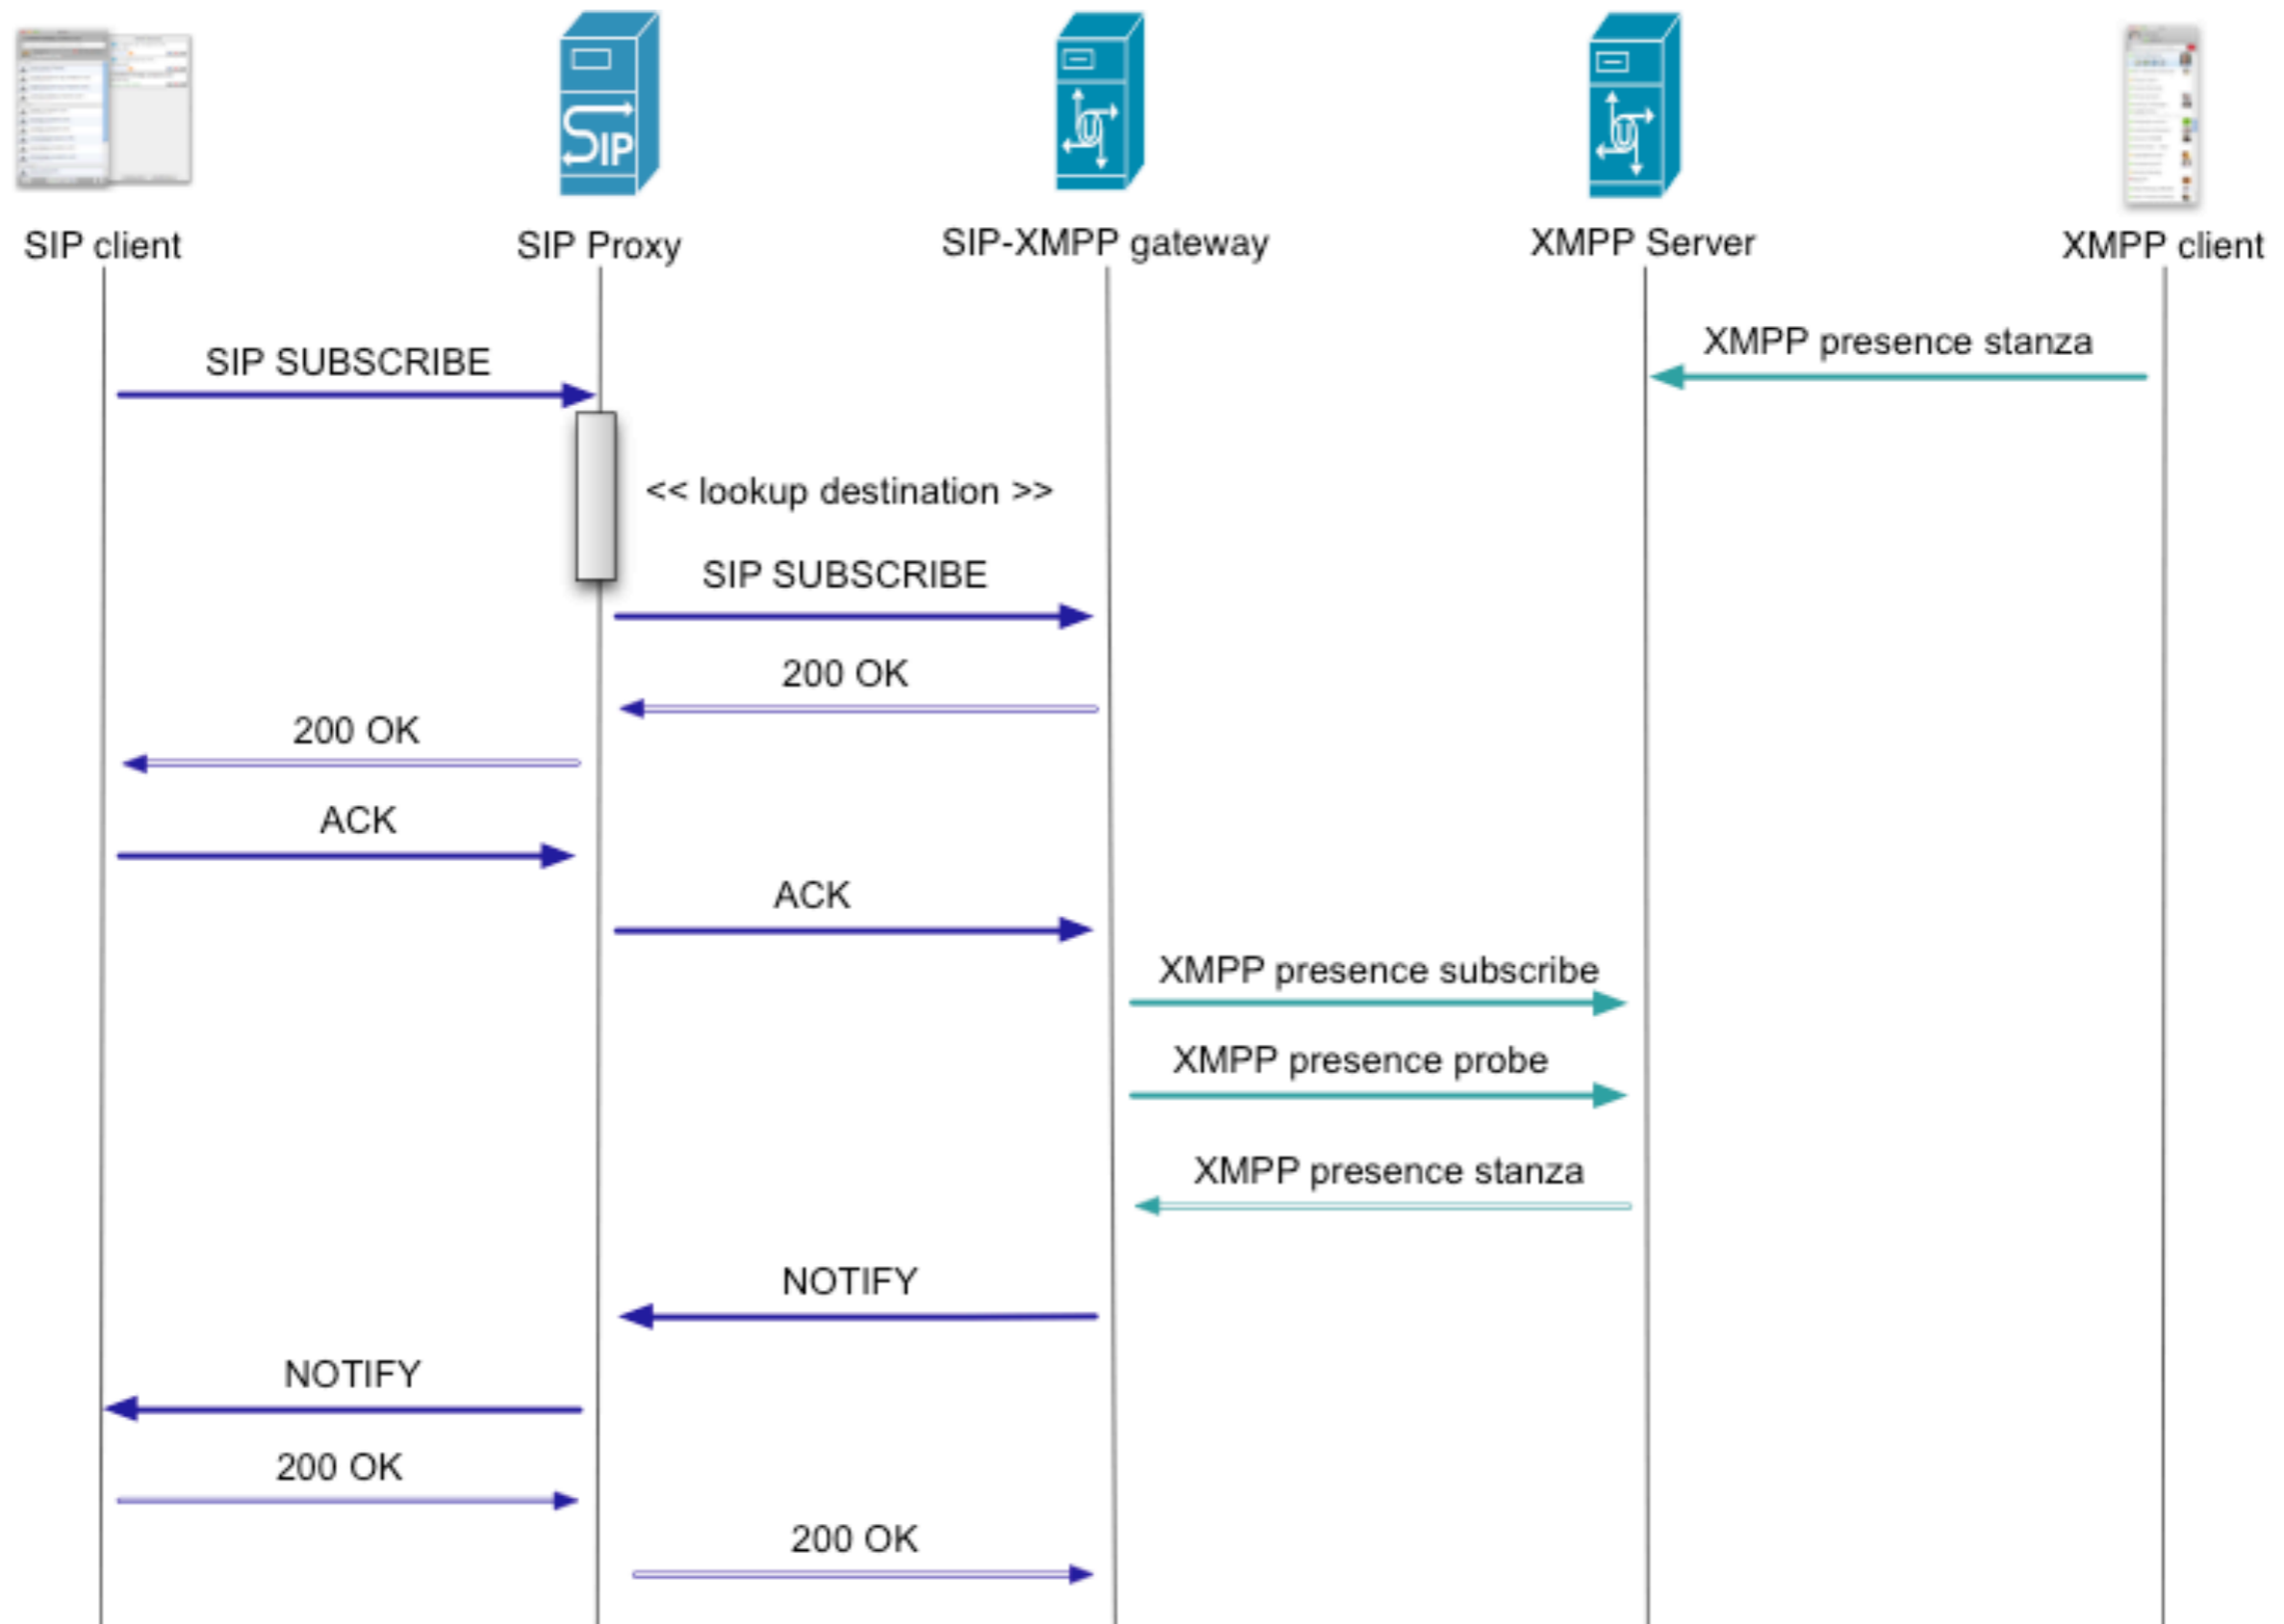 SIP
SIP client
SIP Proxy
SIP-XMPP gateway
XMPP Server
XMPP client
XMPP presence stanza
SIP SUBSCRIBE
<< lookup destination >>
SIP SUBSCRIBE
200 OK
200 OK
ACK
ACK
XMPP presence subscribe
XMPP presence probe
XMPP presence stanza
NOTIFY
NOTIFY
200 OK
200 OK